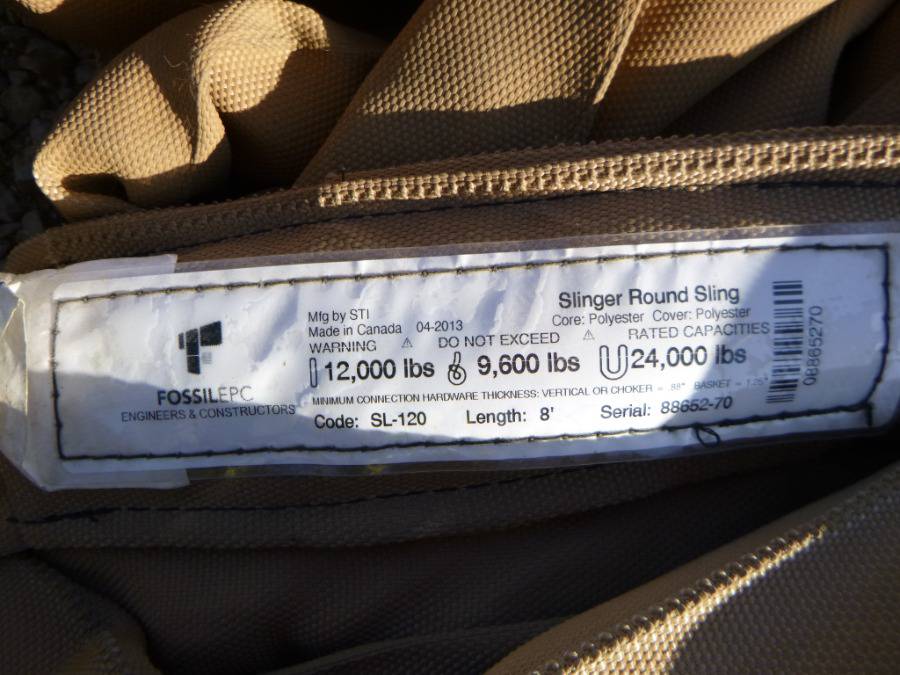 Slinger Round Sling
Mfg by STI
Core: Polyester Cover: Polyester
Made in Canada 04-2013
WARNING ⚠ DO NOT EXCEED ⚠ RATED CAPACITIES
12,000 lbs 9,600 lbs 24,000 lbs
MINIMUM CONNECTION HARDWARE THICKNESS: VERTICAL OR CHOKER = .88" BASKET = 1.25"
Code: SL-120 Length: 8' Serial: 88652-70
FOSSILEPC
ENGINEERS & CONSTRUCTORS
08865270